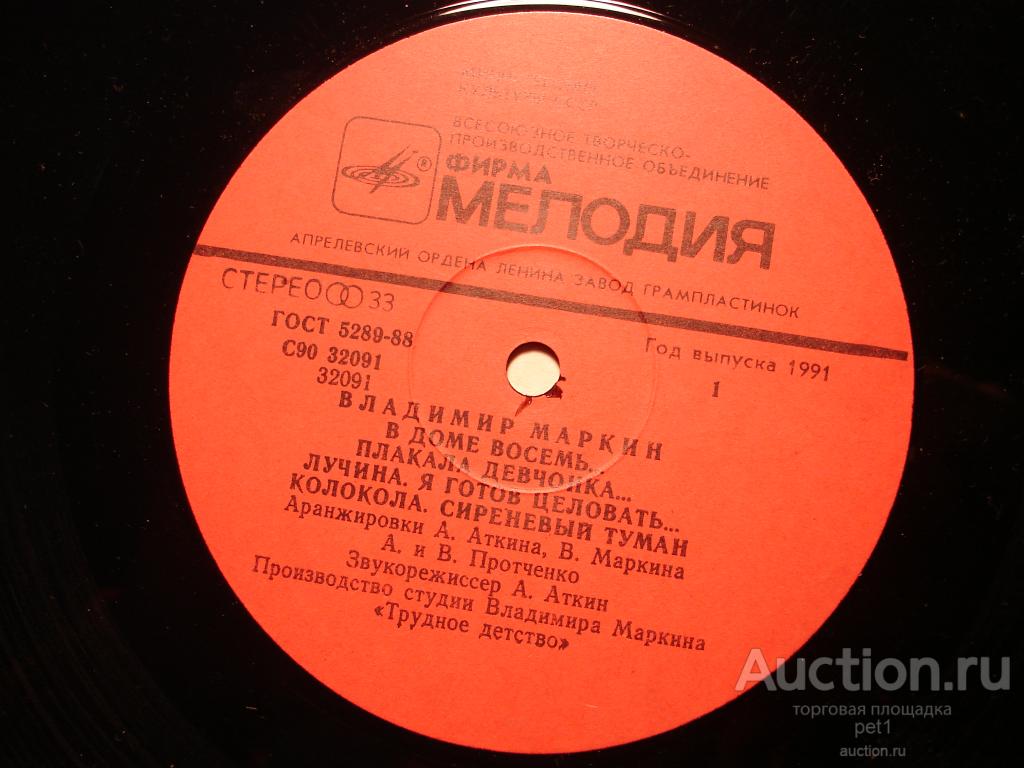 КУЛЬТУРЫ СССР
ВСЕСОЮЗНОЕ ТВОРЧЕСКО-
ПРОИЗВОДСТВЕННОЕ ОБЪЕДИНЕНИЕ
ФИРМА
®
МЕЛОДИЯ
АПРЕЛЕВСКИЙ ОРДЕНА ЛЕНИНА ЗАВОД ГРАМПЛАСТИНОК
СТЕРЕО 33
ГОСТ 5289-88
С90 32091
32091
Год выпуска 1991
1
ВЛАДИМИР МАРКИН
В ДОМЕ ВОСЕМЬ...
ПЛАКАЛА ДЕВЧОНКА...
ЛУЧИНА. Я ГОТОВ ЦЕЛОВАТЬ...
КОЛОКОЛА. СИРЕНЕВЫЙ ТУМАН
Аранжировки А. Аткина, В. Маркина
А. и В. Протченко
Звукорежиссер А. Аткин
Производство студии Владимира Маркина
«Трудное детство»
Auction.ru
торговая площадка
pet1
auction.ru